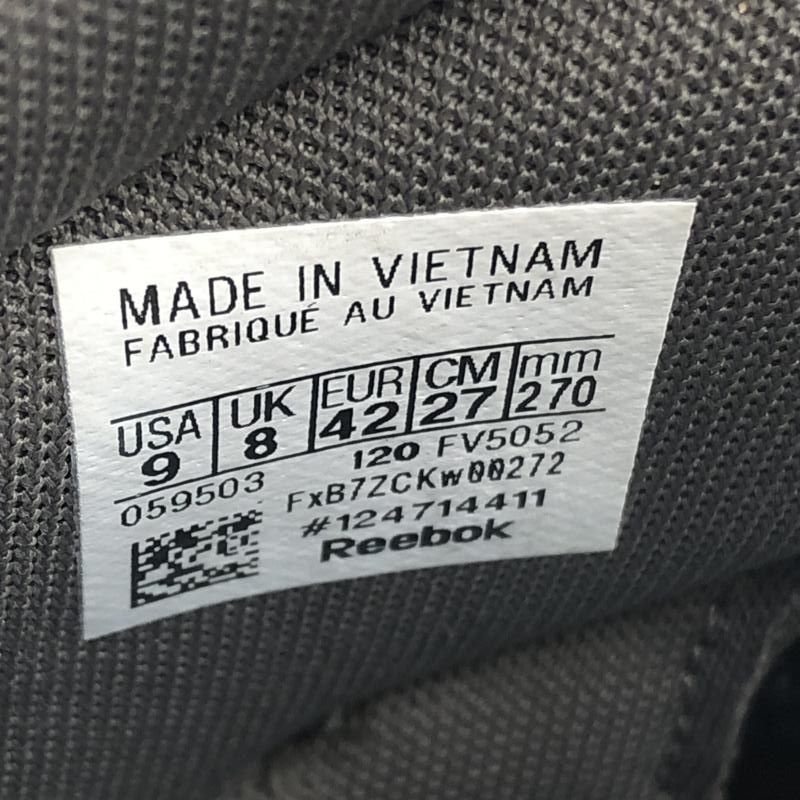 MADE IN VIETNAM
FABRIQUÉ AU VIETNAM
USA UK EUR CM mm
9 8 42 27 270
059503 120 FV5052
FxB7ZCKw00272
#124714411
Reebok